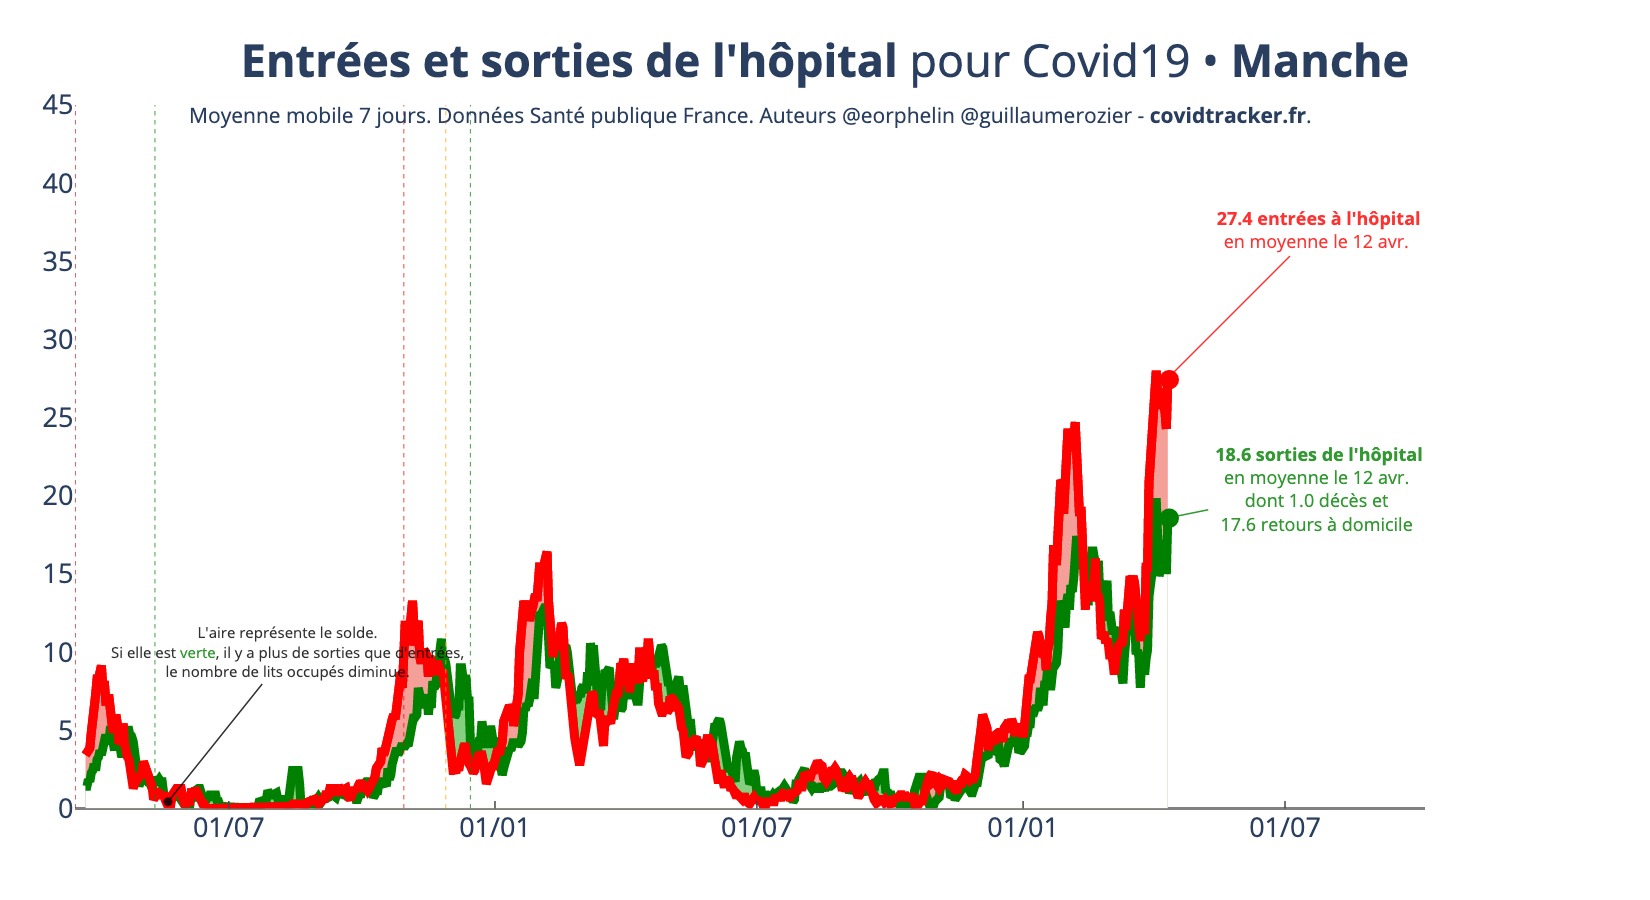 Entrées et sorties de l'hôpital pour Covid19 • Manche
Moyenne mobile 7 jours. Données Santé publique France. Auteurs @eorphelin @guillaumerozier - covidtracker.fr.
45
40
35
30
25
20
15
10
5
0
27.4 entrées à l'hôpital
en moyenne le 12 avr.
18.6 sorties de l'hôpital
en moyenne le 12 avr.
dont 1.0 décès et
17.6 retours à domicile
L'aire représente le solde.
Si elle est verte, il y a plus de sorties que d'entrées,
le nombre de lits occupés diminue.
01/07
01/01
01/07
01/01
01/07